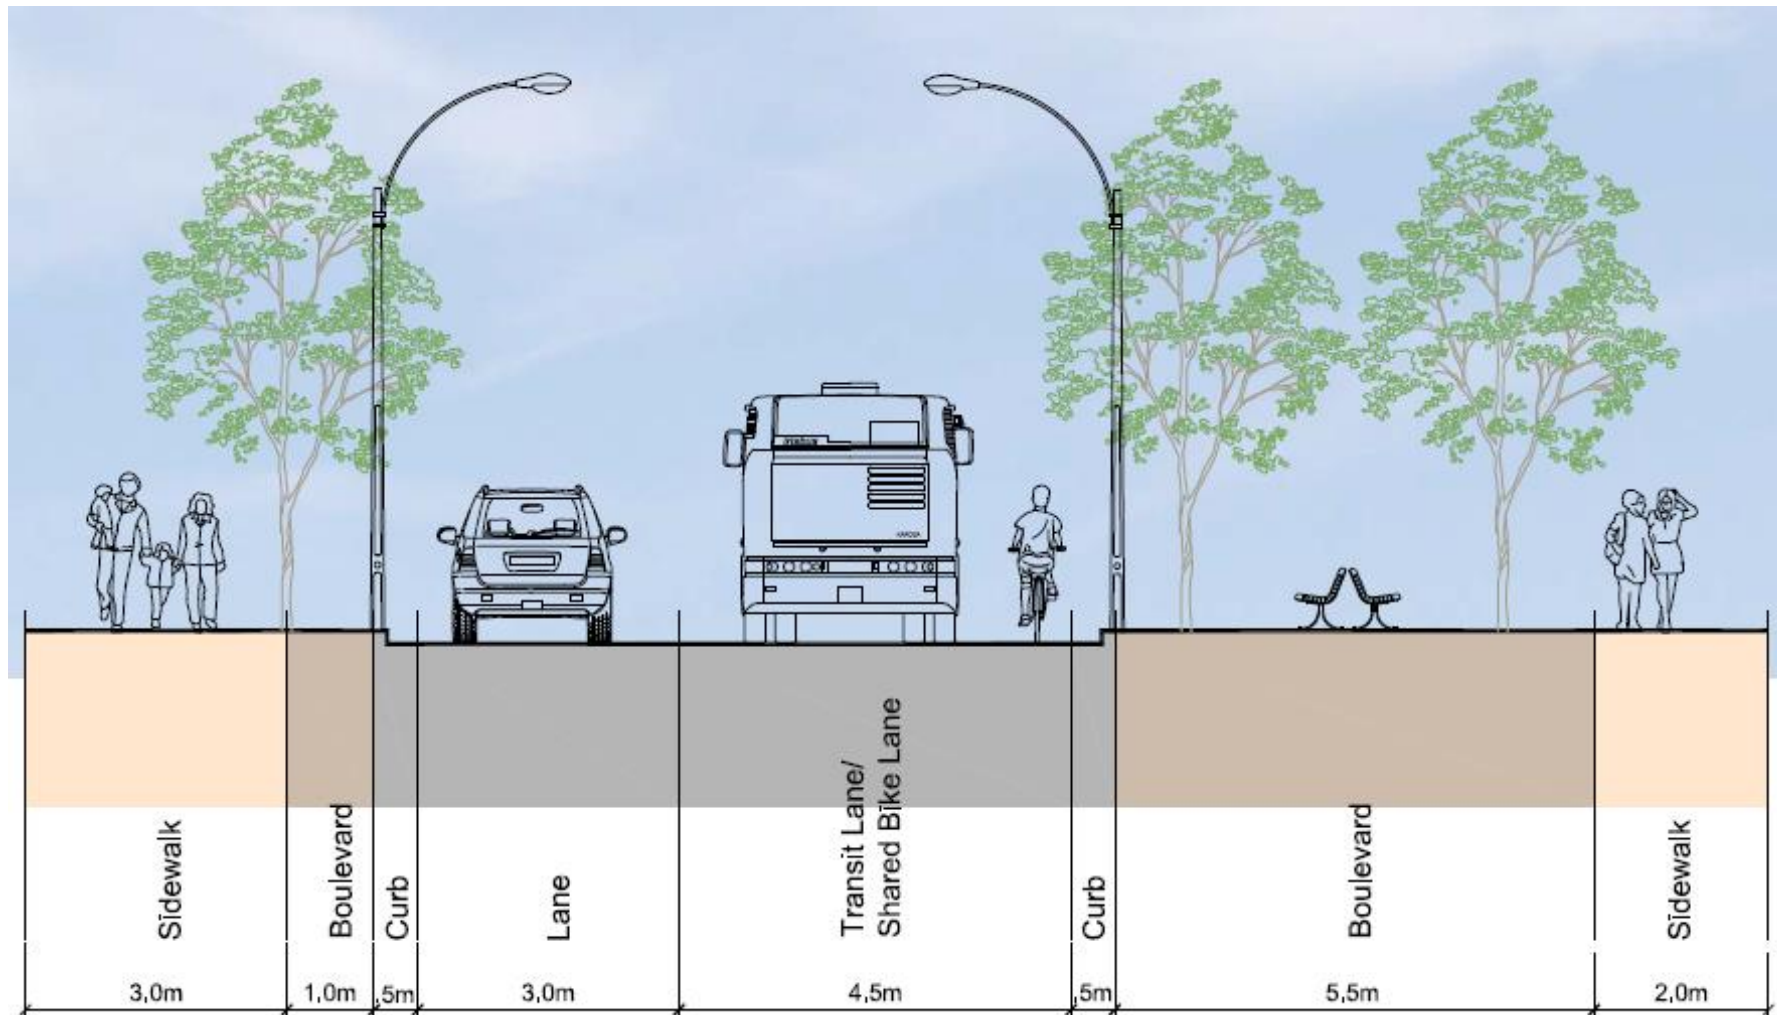 Sidewalk
Boulevard
Curb
Lane
Transit Lane/
Shared Bike Lane
Curb
Boulevard
Sidewalk
3,0m
1,0m
,5m
3,0m
4,5m
,5m
5,5m
2,0m